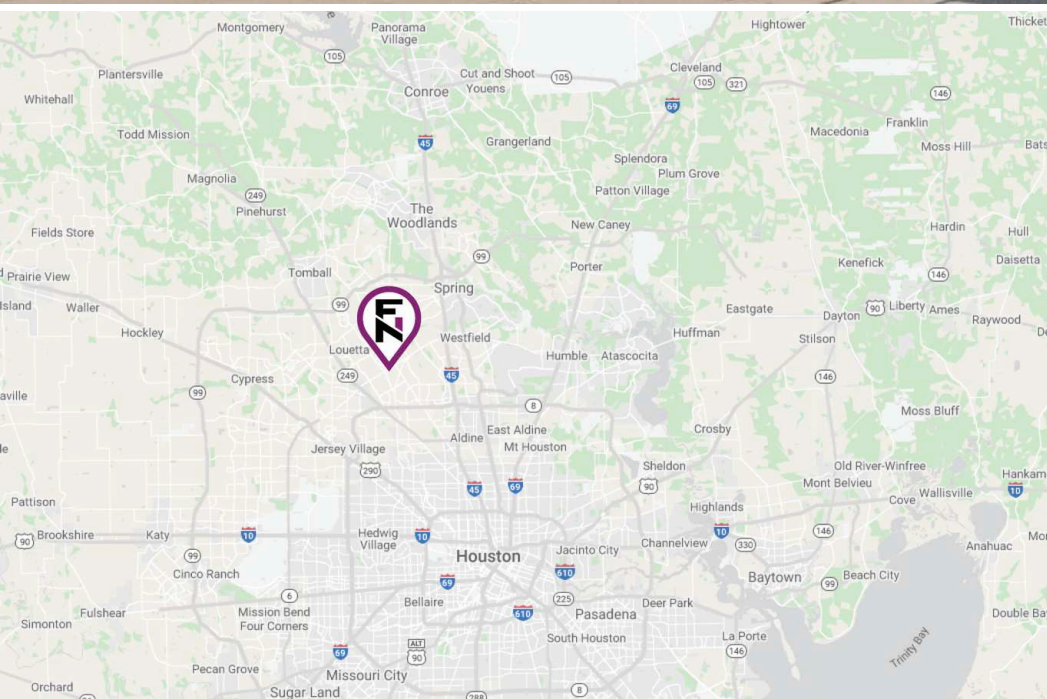 Montgomery
Panorama
Village
Hightower
Thicket
105
Plantersville
Cut and Shoot
105
Cleveland
105
321
Conroe
Youens
146
Whitehall
69
Todd Mission
45
Grangerland
Macedonia
Franklin
Moss Hill
Splendora
Magnolia
Plum Grove
249
Patton Village
Pinehurst
The
Woodlands
New Caney
Hardin
Hull
Fields Store
99
Kenefick
Daisetta
Prairie View
Tomball
Porter
146
Spring
99
Waller
FN
Eastgate
Dayton
90
Liberty
Ames
Raywood
Hockley
Westfield
Huffman
Stilson
Louetta
Humble
Atascocita
Cypress
249
45
146
99
8
Moss Bluff
Crosby
Aldine
East Aldine
Jersey Village
Mt Houston
290
Sheldon
Old River-Winfree
45
69
90
Mont Belvieu
Wallisville
10
Pattison
Cove
Highlands
90
Brookshire
Katy
10
Hedwig
Village
10
Channelview
10
330
146
Anahuac
99
Houston
Jacinto City
Cinco Ranch
69
610
Baytown
99
Beach City
6
Bellaire
225
Deer Park
Fulshear
Mission Bend
610
Pasadena
Double Ba
Simonton
Four Corners
South Houston
La Porte
69
ALT
90
146
Trinity Bay
Pecan Grove
Missouri City
Orchard
Sugar Land
288
8